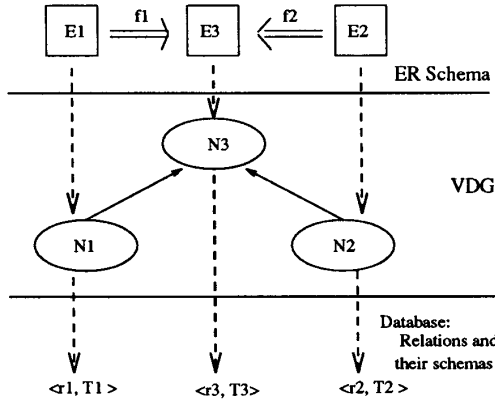 E1 f1 E3 f2 E2
ER Schema
N3
VDG
N1 N2
Database:
Relations and
their schemas
<r1, T1> <r3, T3> <r2, T2>